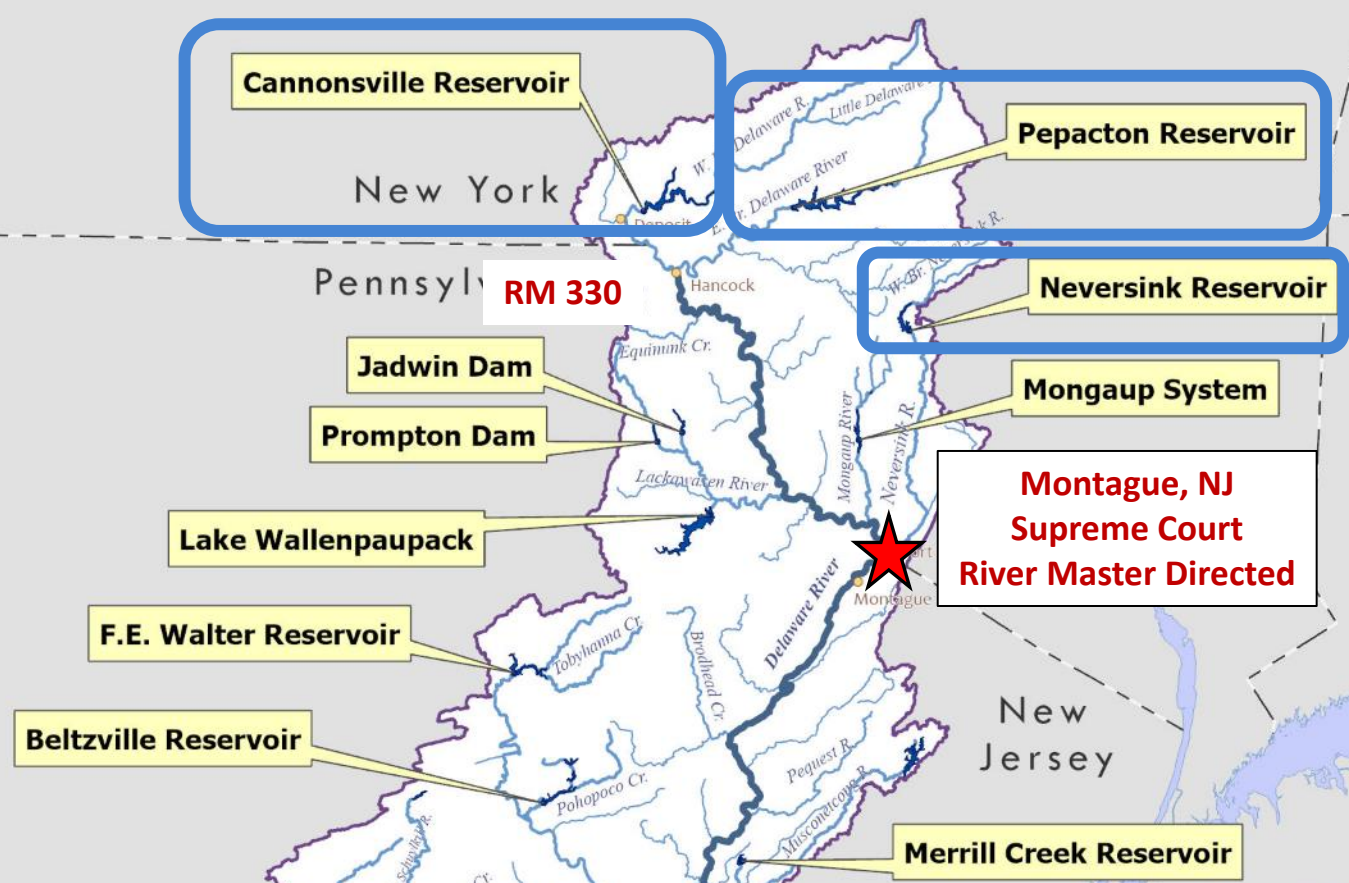 Cannonsville Reservoir
W. Delaware R.
Little Delaware
Pepacton Reservoir
New York
Delaware River
Deposit
Pennsylv
RM 330
Hancock
W. Br. Neversink R.
Neversink Reservoir
Equinunk Cr.
Jadwin Dam
Mongaup System
Prompton Dam
Mongaup River
Neversink R.
Lackawaxen River
Montague, NJ
Supreme Court
River Master Directed
Lake Wallenpaupack
Montague
Delaware River
F.E. Walter Reservoir
Tobyhanna Cr.
Brodhead Cr.
New
Jersey
Beltzville Reservoir
Pohopoco Cr.
Pequest R.
Musconetcong R.
Schuylkill R.
Merrill Creek Reservoir
Cr.